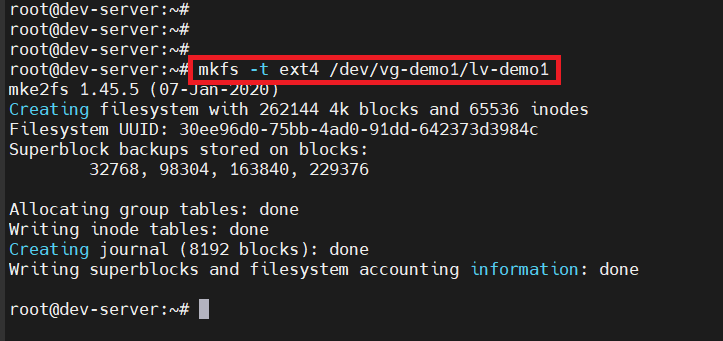 root@dev-server:~#
root@dev-server:~#
root@dev-server:~#
root@dev-server:~# mkfs -t ext4 /dev/vg-demo1/lv-demo1
mke2fs 1.45.5 (07-Jan-2020)
Creating filesystem with 262144 4k blocks and 65536 inodes
Filesystem UUID: 30ee96d0-75bb-4ad0-91dd-642373d3984c
Superblock backups stored on blocks:
        32768, 98304, 163840, 229376

Allocating group tables: done
Writing inode tables: done
Creating journal (8192 blocks): done
Writing superblocks and filesystem accounting information: done

root@dev-server:~#